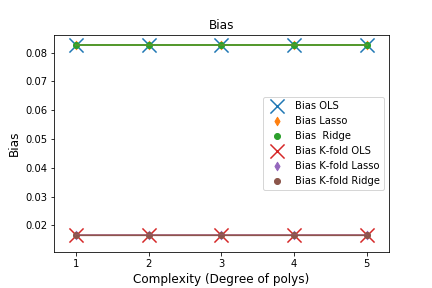 Bias
0.08
0.07
0.06
0.05
0.04
0.03
0.02
Bias
Bias OLS
Bias Lasso
Bias  Ridge
Bias K-fold OLS
Bias K-fold Lasso
Bias K-fold Ridge
1 2 3 4 5
Complexity (Degree of polys)